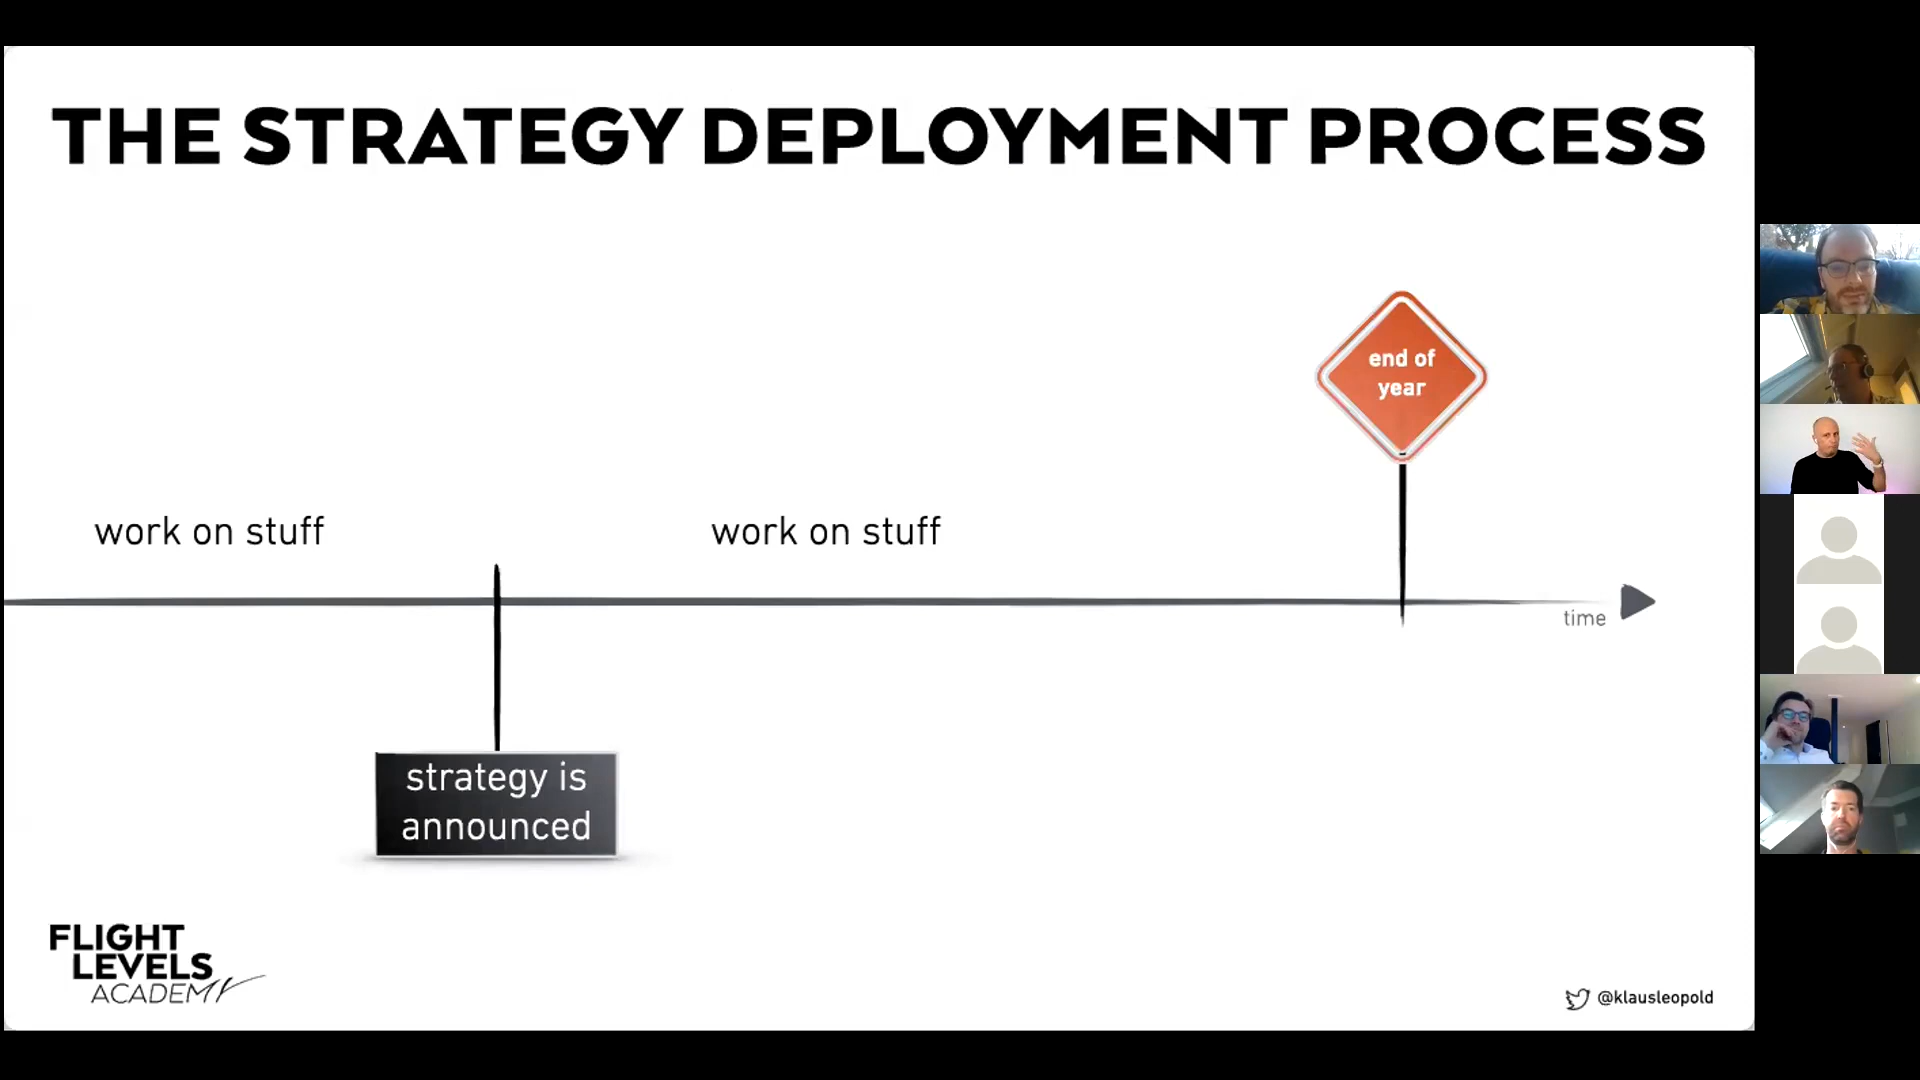 THE STRATEGY DEPLOYMENT PROCESS
end of
year
work on stuff
work on stuff
time
strategy is
announced
FLIGHT
LEVELS
ACADEMY
@klausleopold